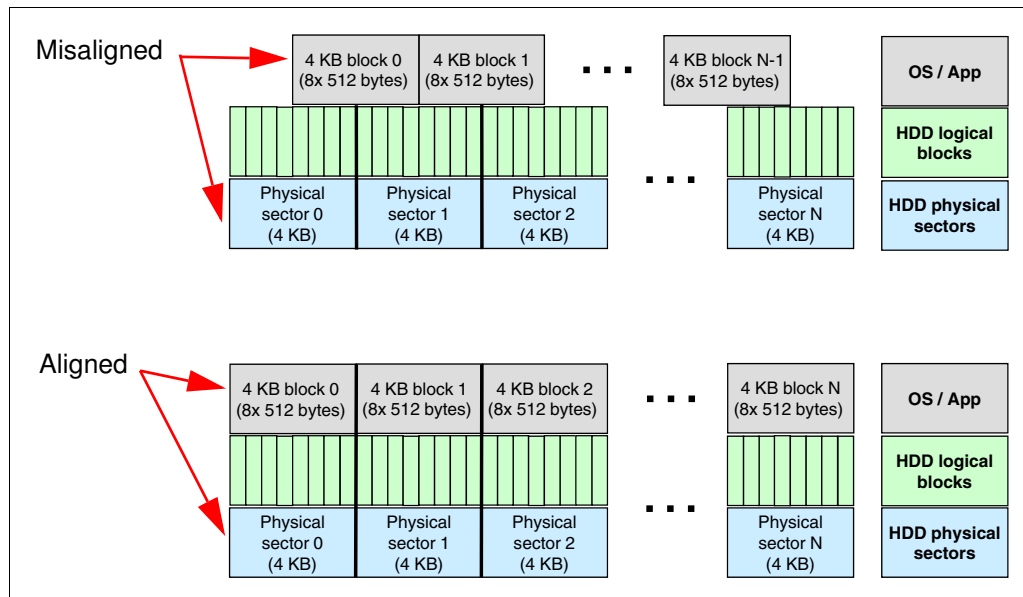 Misaligned
4 KB block 0
(8x 512 bytes)
4 KB block 1
(8x 512 bytes)
4 KB block N-1
(8x 512 bytes)
OS / App
HDD logical
blocks
Physical
sector 0
(4 KB)
Physical
sector 1
(4 KB)
Physical
sector 2
(4 KB)
Physical
sector N
(4 KB)
HDD physical
sectors
Aligned
4 KB block 0
(8x 512 bytes)
4 KB block 1
(8x 512 bytes)
4 KB block 2
(8x 512 bytes)
4 KB block N
(8x 512 bytes)
OS / App
HDD logical
blocks
Physical
sector 0
(4 KB)
Physical
sector 1
(4 KB)
Physical
sector 2
(4 KB)
Physical
sector N
(4 KB)
HDD physical
sectors